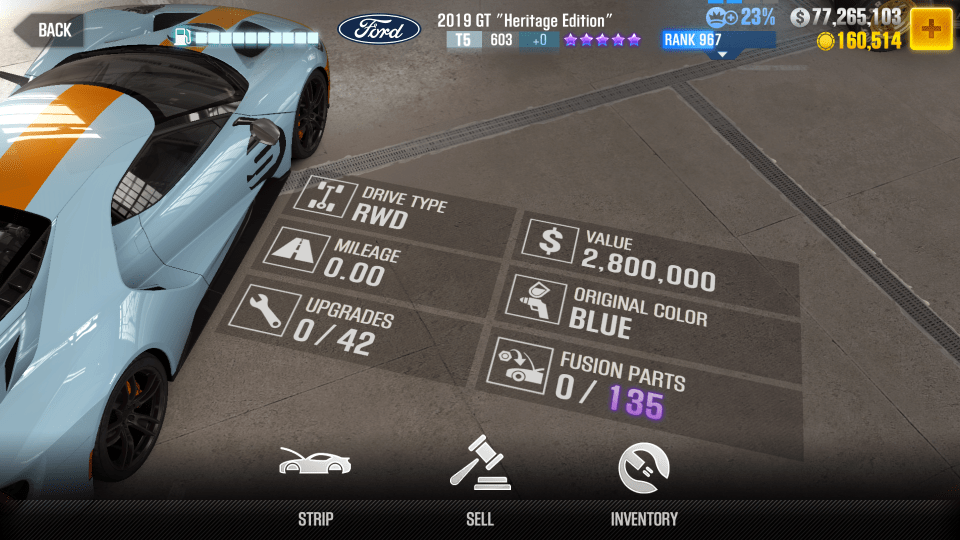 BACK
Ford
2019 GT "Heritage Edition"
T5 603 +0
23%
77,265,103
RANK 967
160,514
DRIVE TYPE
RWD
MILEAGE
0.00
UPGRADES
0/42
VALUE
2,800,000
ORIGINAL COLOR
BLUE
FUSION PARTS
0/135
STRIP
SELL
INVENTORY